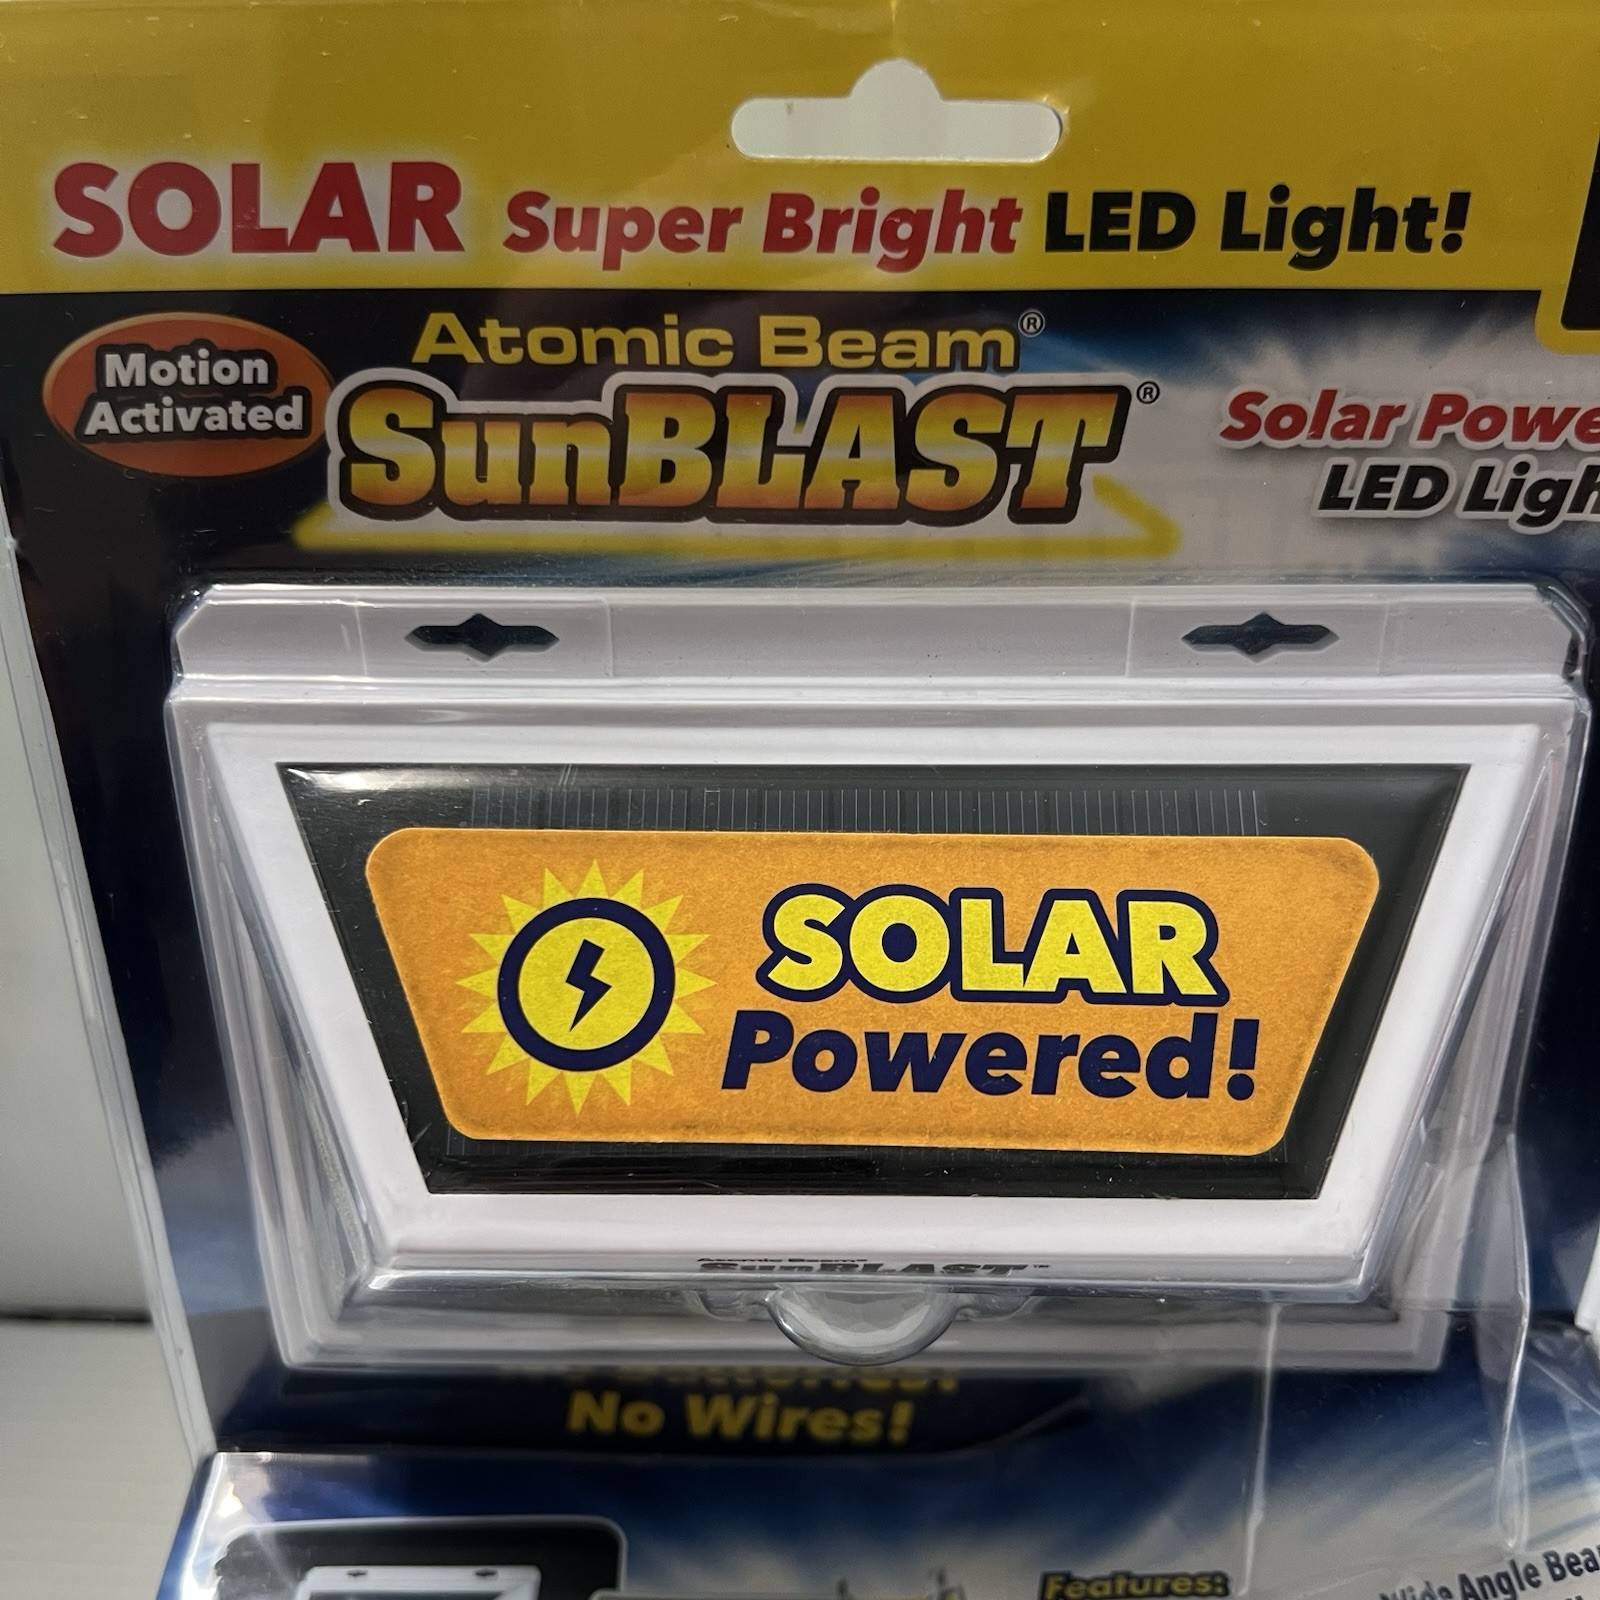 SOLAR Super Bright LED Light!
Motion
Activated
Atomic Beam®
SunBLAST®
Solar Powe
LED Ligh
SOLAR
Powered!
Atomic Beam
SunBLAST™
No Wires!
Features:
Wide Angle Bea